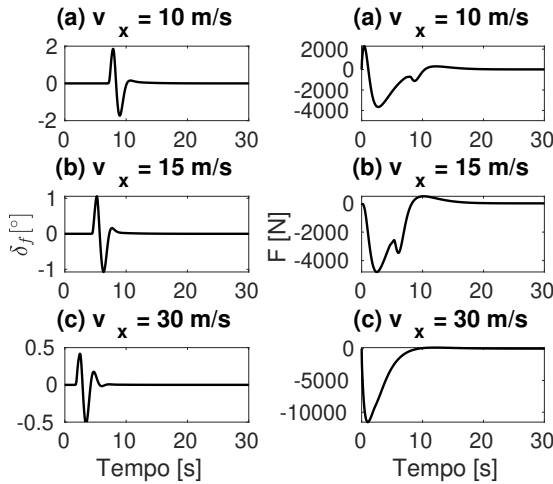 (a) v x = 10 m/s
2
0
-2
0 10 20 30
(b) v x = 15 m/s
δf[°]
1
0
-1
0 10 20 30
(c) v x = 30 m/s
0.5
0
-0.5
0 10 20 30
Tempo [s]
(a) v x = 10 m/s
2000
0
-2000
-4000
0 10 20 30
(b) v x = 15 m/s
F [N]
0
-2000
-4000
0 10 20 30
(c) v x = 30 m/s
0
-5000
-10000
0 10 20 30
Tempo [s]